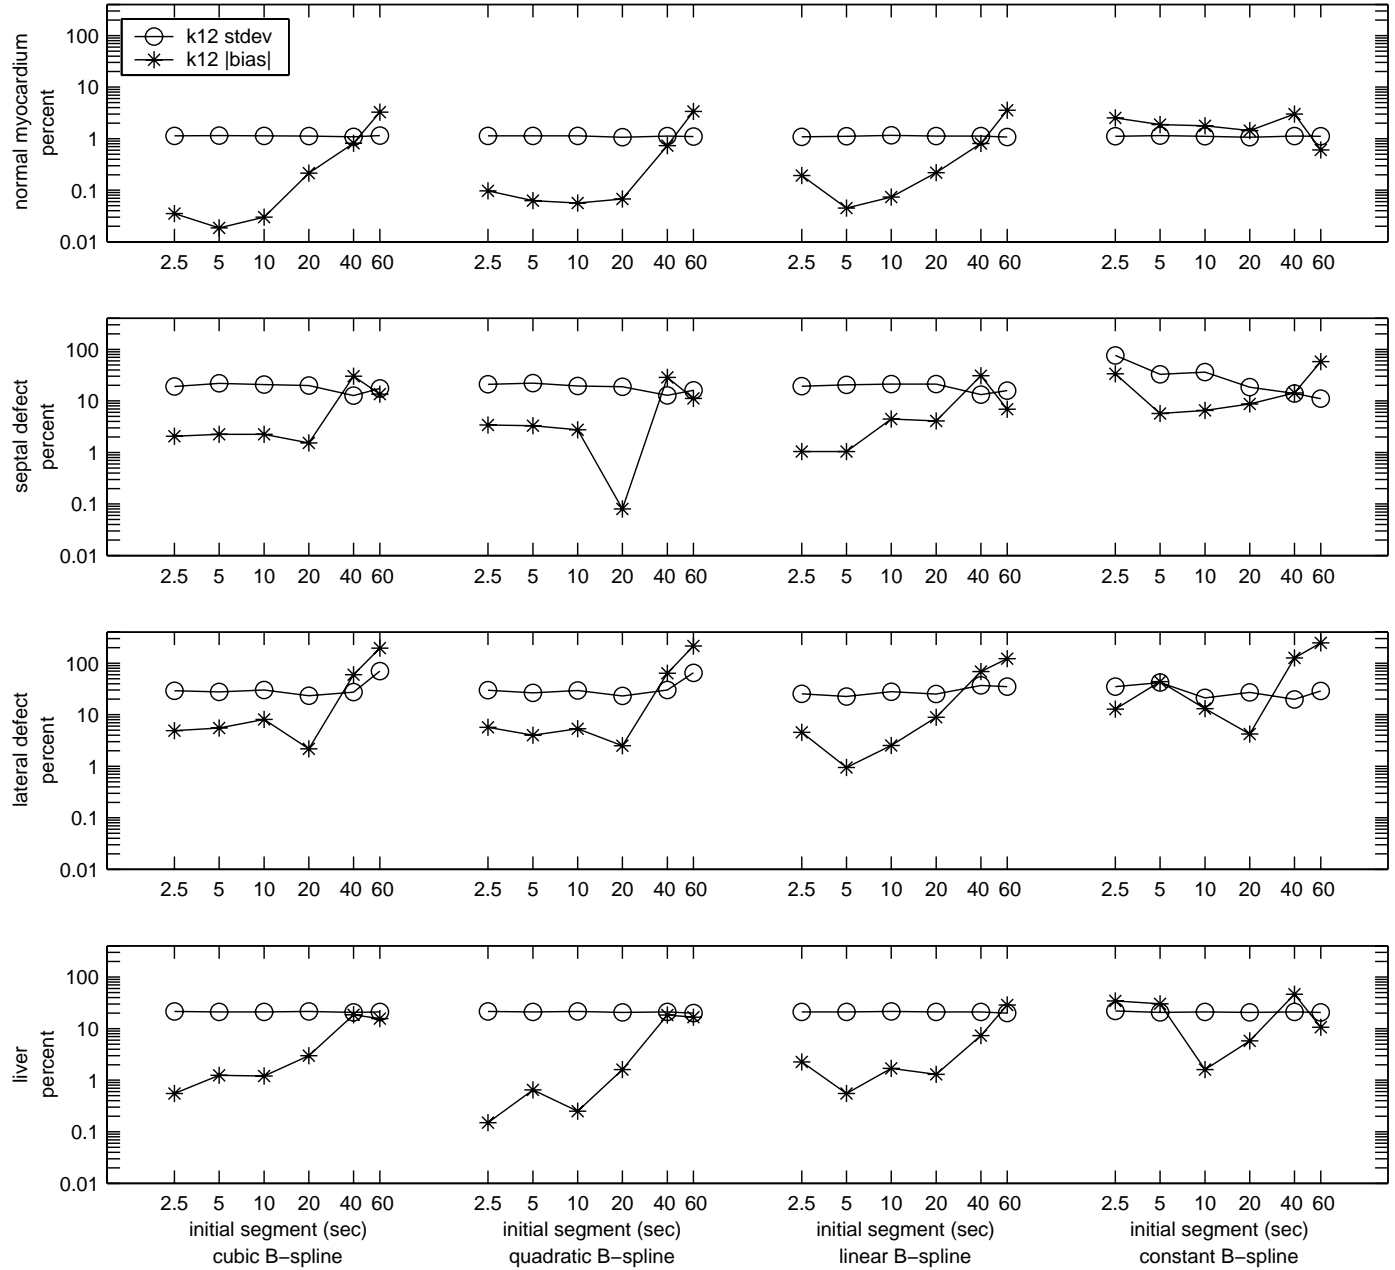 k12 stdev
k12 |bias|
normal myocardium
percent
100
10
1
0.1
0.01
2.5 5 10 20 40 60 2.5 5 10 20 40 60 2.5 5 10 20 40 60 2.5 5 10 20 40 60
septal defect
percent
100
10
1
0.1
0.01
2.5 5 10 20 40 60 2.5 5 10 20 40 60 2.5 5 10 20 40 60 2.5 5 10 20 40 60
lateral defect
percent
100
10
1
0.1
0.01
2.5 5 10 20 40 60 2.5 5 10 20 40 60 2.5 5 10 20 40 60 2.5 5 10 20 40 60
liver
percent
100
10
1
0.1
0.01
2.5 5 10 20 40 60 2.5 5 10 20 40 60 2.5 5 10 20 40 60 2.5 5 10 20 40 60
initial segment (sec) initial segment (sec) initial segment (sec) initial segment (sec)
cubic B−spline quadratic B−spline linear B−spline constant B−spline